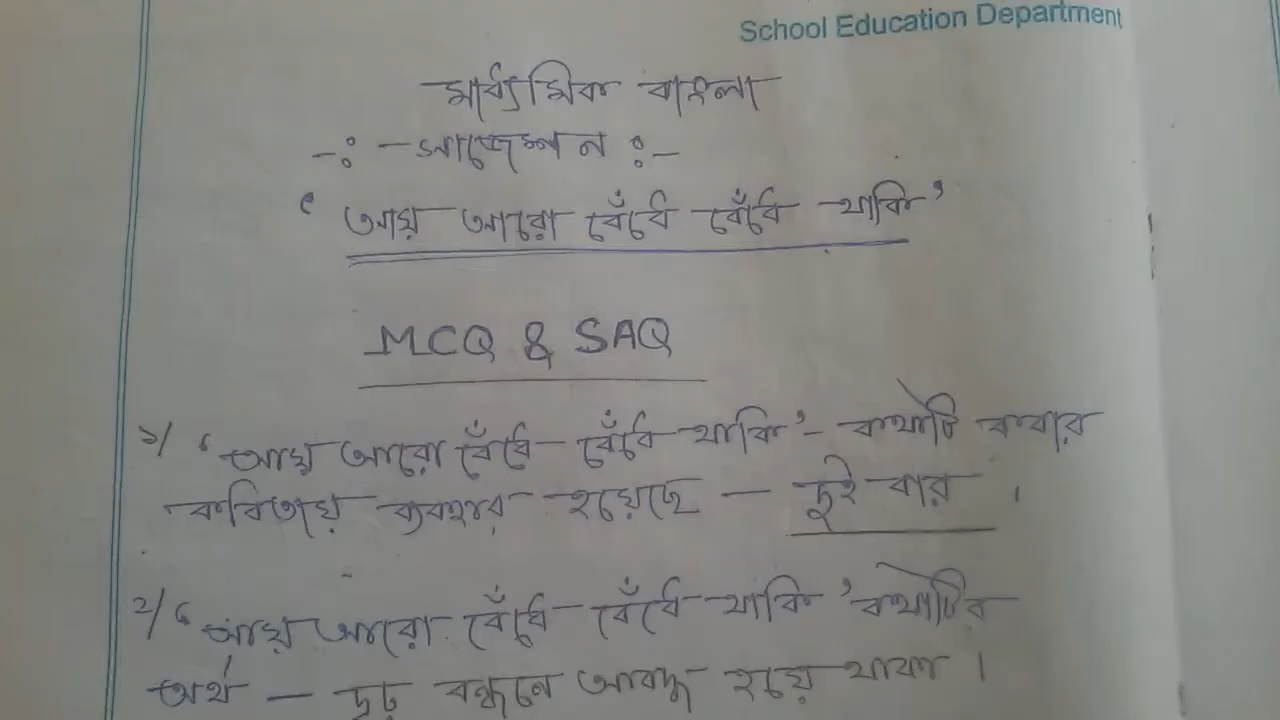 School Education Department
মাধ্যমিক বাংলা
-ঃ- সাজেশন ঃ-
‘আয় আরো বেঁধে বেঁধে থাকি’
MCQ & SAQ
১/ ‘আয় আরো বেঁধে বেঁধে থাকি’- কথাটি কবার
কবিতায় ব্যবহার হয়েছে — দুই বার ।
২/ ‘আয় আরো বেঁধে বেঁধে থাকি’ কথাটির
অর্থ — দৃঢ় বন্ধনে আবদ্ধ হয়ে থাকা ।